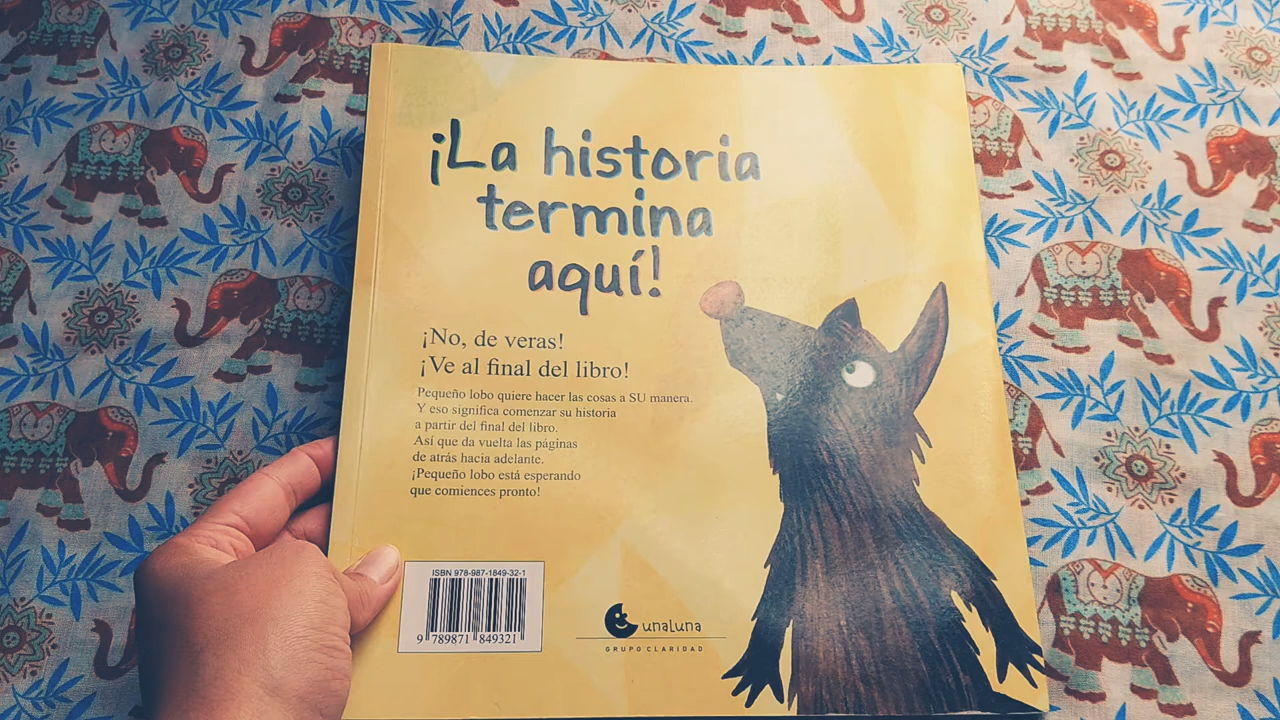 ¡La historia
termina
aquí!
¡No, de veras!
¡Ve al final del libro!
Pequeño lobo quiere hacer las cosas a SU manera.
Y eso significa comenzar su historia
a partir del final del libro.
Así que da vuelta las páginas
de atrás hacia adelante.
¡Pequeño lobo está esperando
que comiences pronto!
ISBN 978-987-1849-32-1
9 789871 849321
unaLuna
GRUPO CLARIDAD